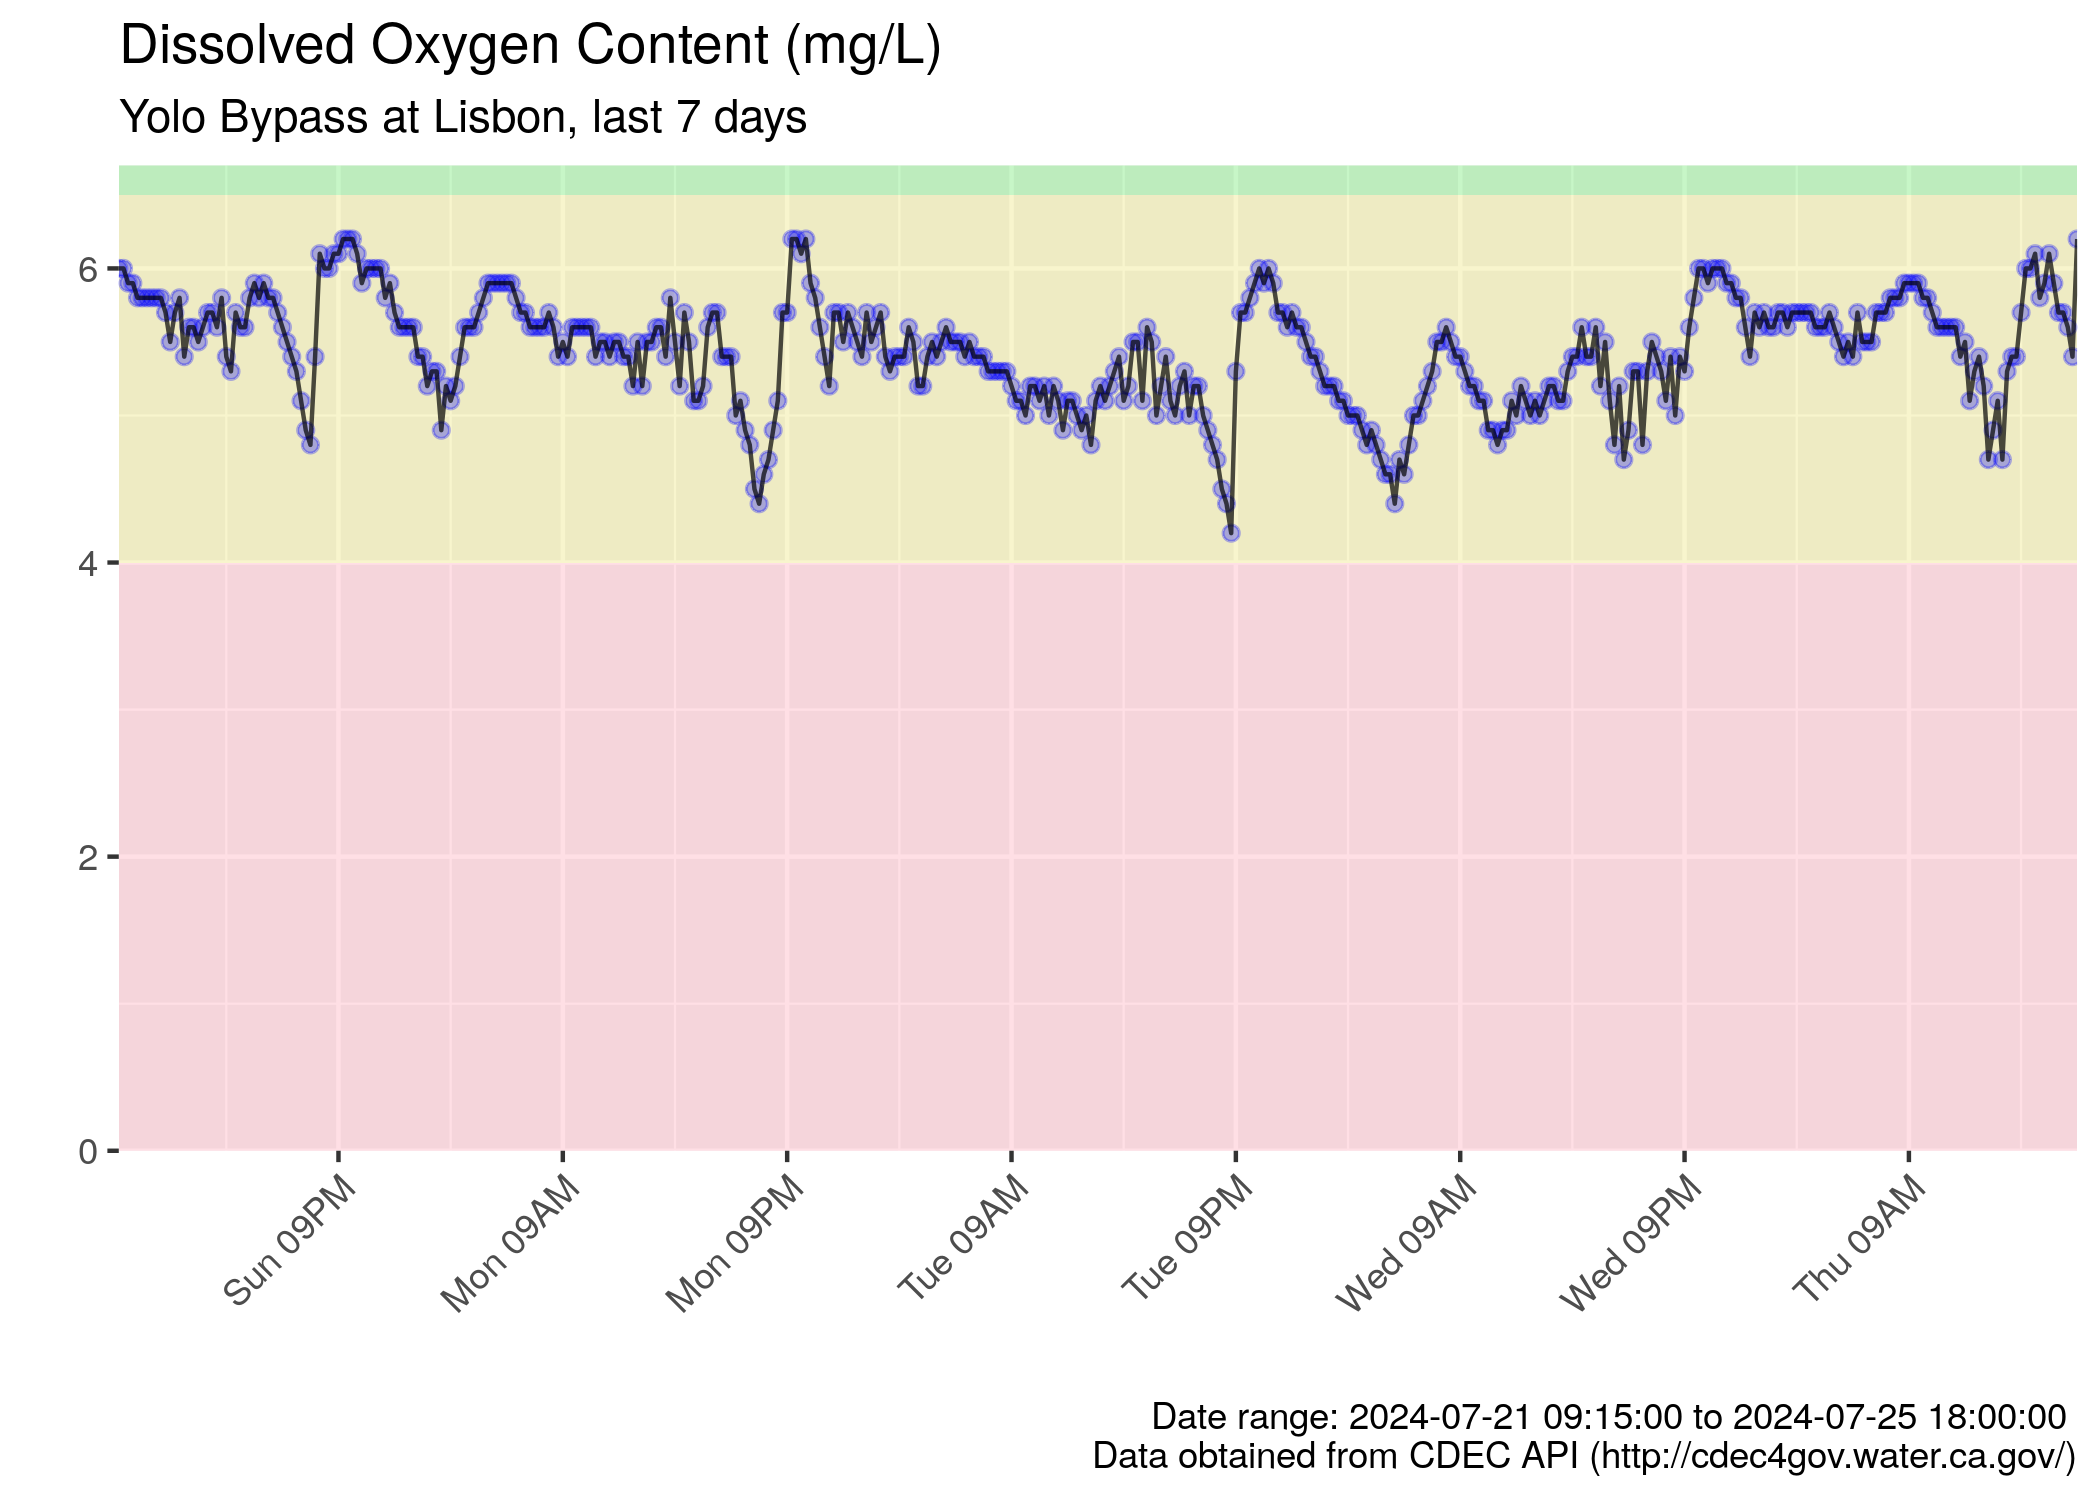 Dissolved Oxygen Content (mg/L)
Yolo Bypass at Lisbon, last 7 days
6
4
2
0
Sun 09PM
Mon 09AM
Mon 09PM
Tue 09AM
Tue 09PM
Wed 09AM
Wed 09PM
Thu 09AM
Date range: 2024-07-21 09:15:00 to 2024-07-25 18:00:00
Data obtained from CDEC API (http://cdec4gov.water.ca.gov/)